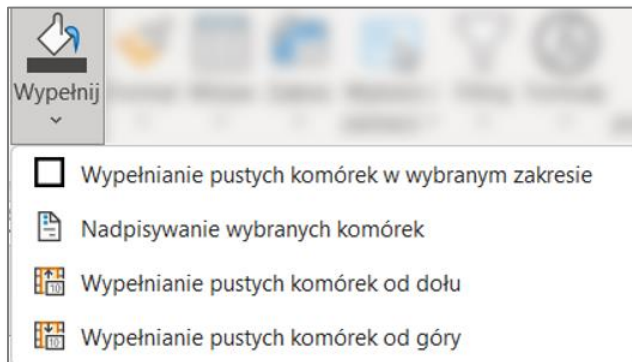 Wypełnij
Wypełnianie pustych komórek w wybranym zakresie
Nadpisywanie wybranych komórek
Wypełnianie pustych komórek od dołu
Wypełnianie pustych komórek od góry